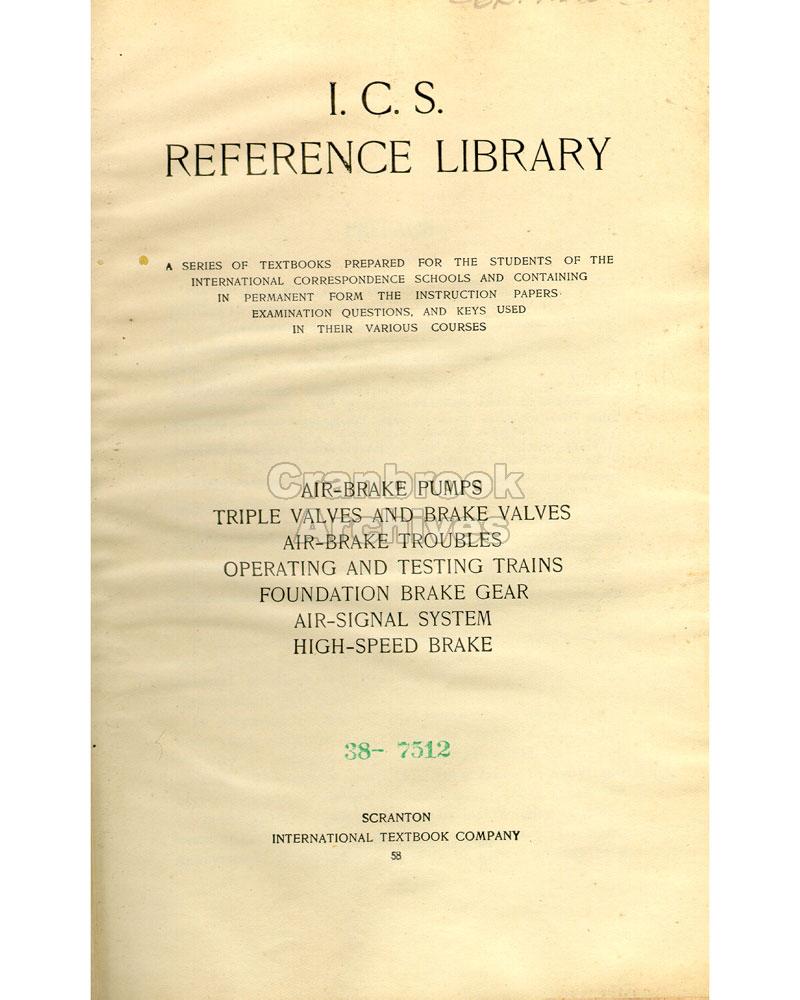 I. C. S.
REFERENCE LIBRARY
A SERIES OF TEXTBOOKS PREPARED FOR THE STUDENTS OF THE
INTERNATIONAL CORRESPONDENCE SCHOOLS AND CONTAINING
IN PERMANENT FORM THE INSTRUCTION PAPERS
EXAMINATION QUESTIONS, AND KEYS USED
IN THEIR VARIOUS COURSES
Cranbrook
Archives
AIR-BRAKE PUMPS
TRIPLE VALVES AND BRAKE VALVES
AIR-BRAKE TROUBLES
OPERATING AND TESTING TRAINS
FOUNDATION BRAKE GEAR
AIR-SIGNAL SYSTEM
HIGH-SPEED BRAKE
38- 7512
SCRANTON
INTERNATIONAL TEXTBOOK COMPANY
58